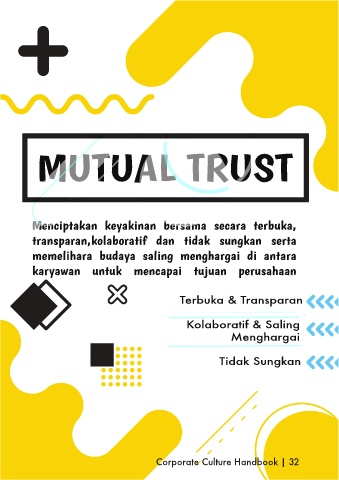 MUTUAL TRUST
Menciptakan keyakinan bersama secara terbuka,
transparan,kolaboratif dan tidak sungkan serta
memelihara budaya saling menghargai di antara
karyawan untuk mencapai tujuan perusahaan
Terbuka & Transparan
Kolaboratif & Saling
Menghargai
Tidak Sungkan
Corporate Culture Handbook | 32